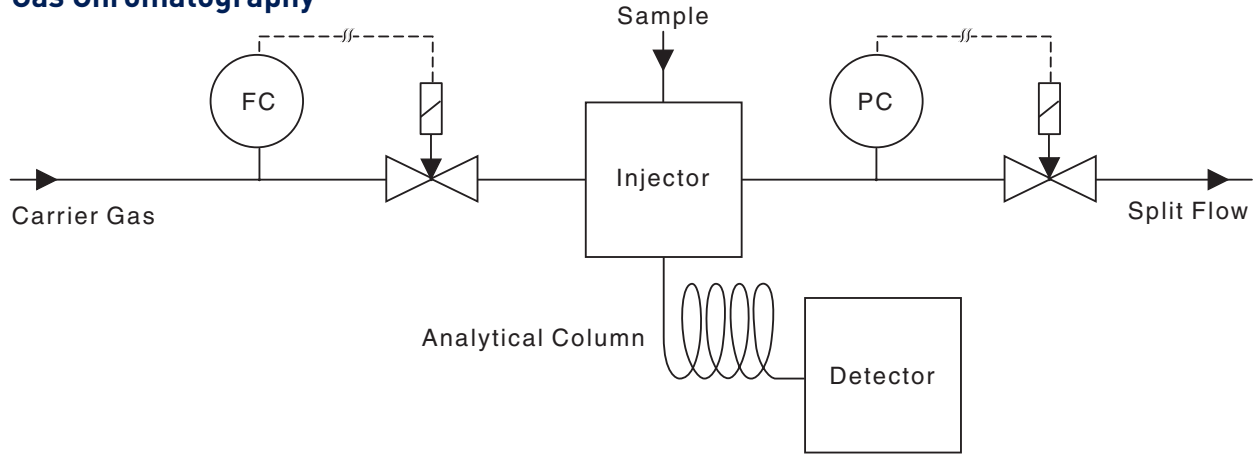 Gas Chromatography
Sample
FC
PC
Injector
Carrier Gas
Split Flow
Analytical Column
Detector